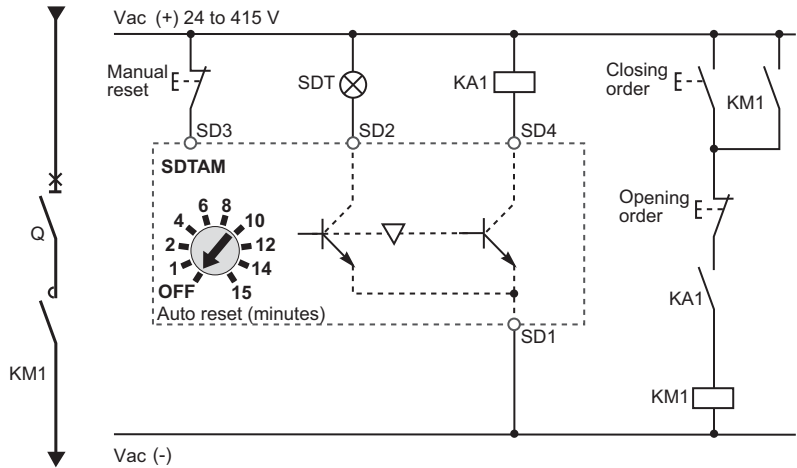 Vac (+) 24 to 415 V
Manual
reset
SDT
KA1
Closing
order
KM1
SD3
SD2
SD4
SDTAM
Opening
order
6 8
4 10
2 12
1 14
OFF 15
Auto reset (minutes)
Q
KA1
SD1
KM1
KM1
Vac (-)